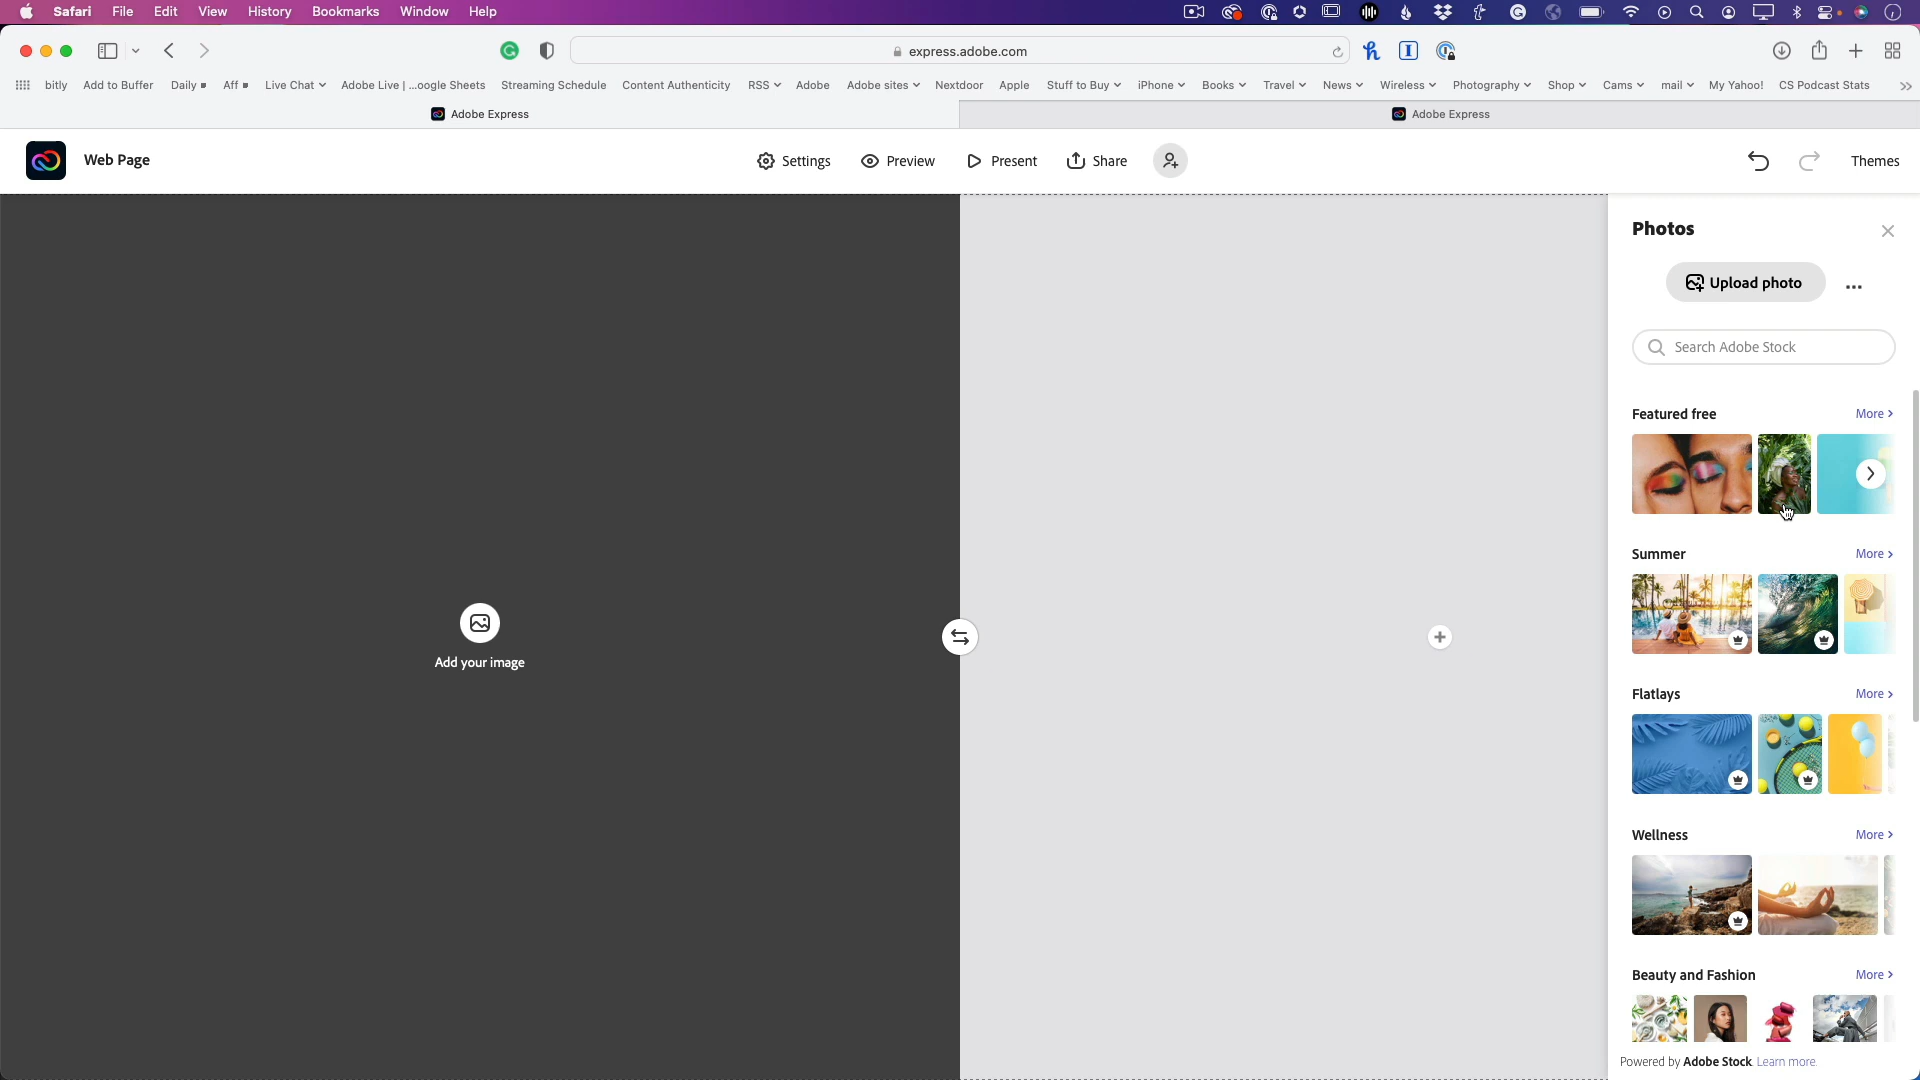 Safari File Edit View History Bookmarks Window Help
express.adobe.com
bitly Add to Buffer Daily Aff Live Chat Adobe Live | ...oogle Sheets Streaming Schedule Content Authenticity RSS Adobe Adobe sites Nextdoor Apple Stuff to Buy iPhone Books Travel News Wireless Photography Shop Cams mail My Yahoo! CS Podcast Stats
Adobe Express Adobe Express
Web Page Settings Preview Present Share Themes
Photos
Upload photo
Search Adobe Stock
Featured free More
Summer More
Add your image
Flatlays More
Wellness More
Beauty and Fashion More
Powered by Adobe Stock Learn more.